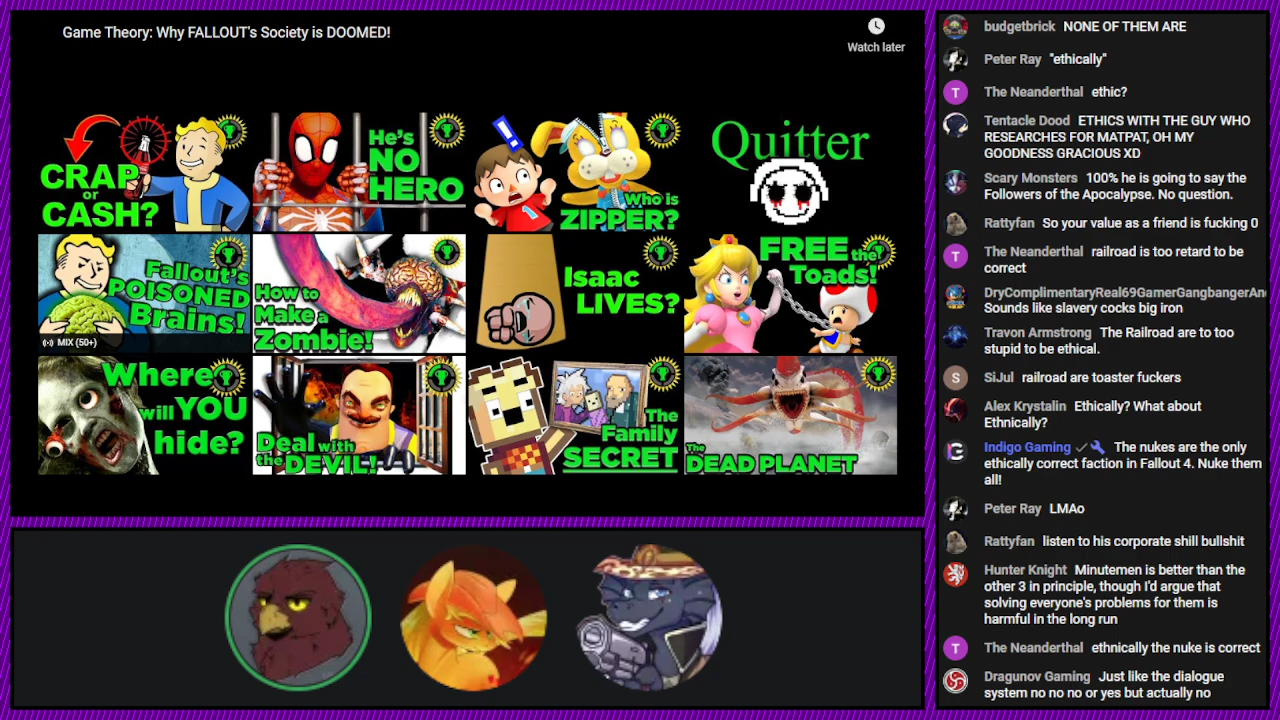 Game Theory: Why FALLOUT's Society is DOOMED!
Watch later
CRAP
or
CASH?
He's
NO
HERO
Who is
ZIPPER?
Quitter
Fallout's
POISONED
Brains!
MIX (50+)
How to
Make a
Zombie!
Isaac
LIVES?
FREE the
Toads!
Where
will YOU
hide?
Deal with
the DEVIL!
The
Family
SECRET
The
DEAD PLANET
budgetbrick NONE OF THEM ARE
Peter Ray "ethically"
T The Neanderthal ethic?
Tentacle Dood ETHICS WITH THE GUY WHO
RESEARCHES FOR MATPAT, OH MY
GOODNESS GRACIOUS XD
Scary Monsters 100% he is going to say the
Followers of the Apocalypse. No question.
Rattyfan So your value as a friend is fucking 0
T The Neanderthal railroad is too retard to be
correct
DryComplimentaryReal69GamerGangbangerAn
Sounds like slavery cocks big iron
Travon Armstrong The Railroad are to too
stupid to be ethical.
S SiJul railroad are toaster fuckers
Alex Krystalin Ethically? What about
Ethnically?
Indigo Gaming The nukes are the only
ethically correct faction in Fallout 4. Nuke them
all!
Peter Ray LMAo
Rattyfan listen to his corporate shill bullshit
Hunter Knight Minutemen is better than the
other 3 in principle, though I'd argue that
solving everyone's problems for them is
harmful in the long run
T The Neanderthal ethnically the nuke is correct
Dragunov Gaming Just like the dialogue
system no no no or yes but actually no